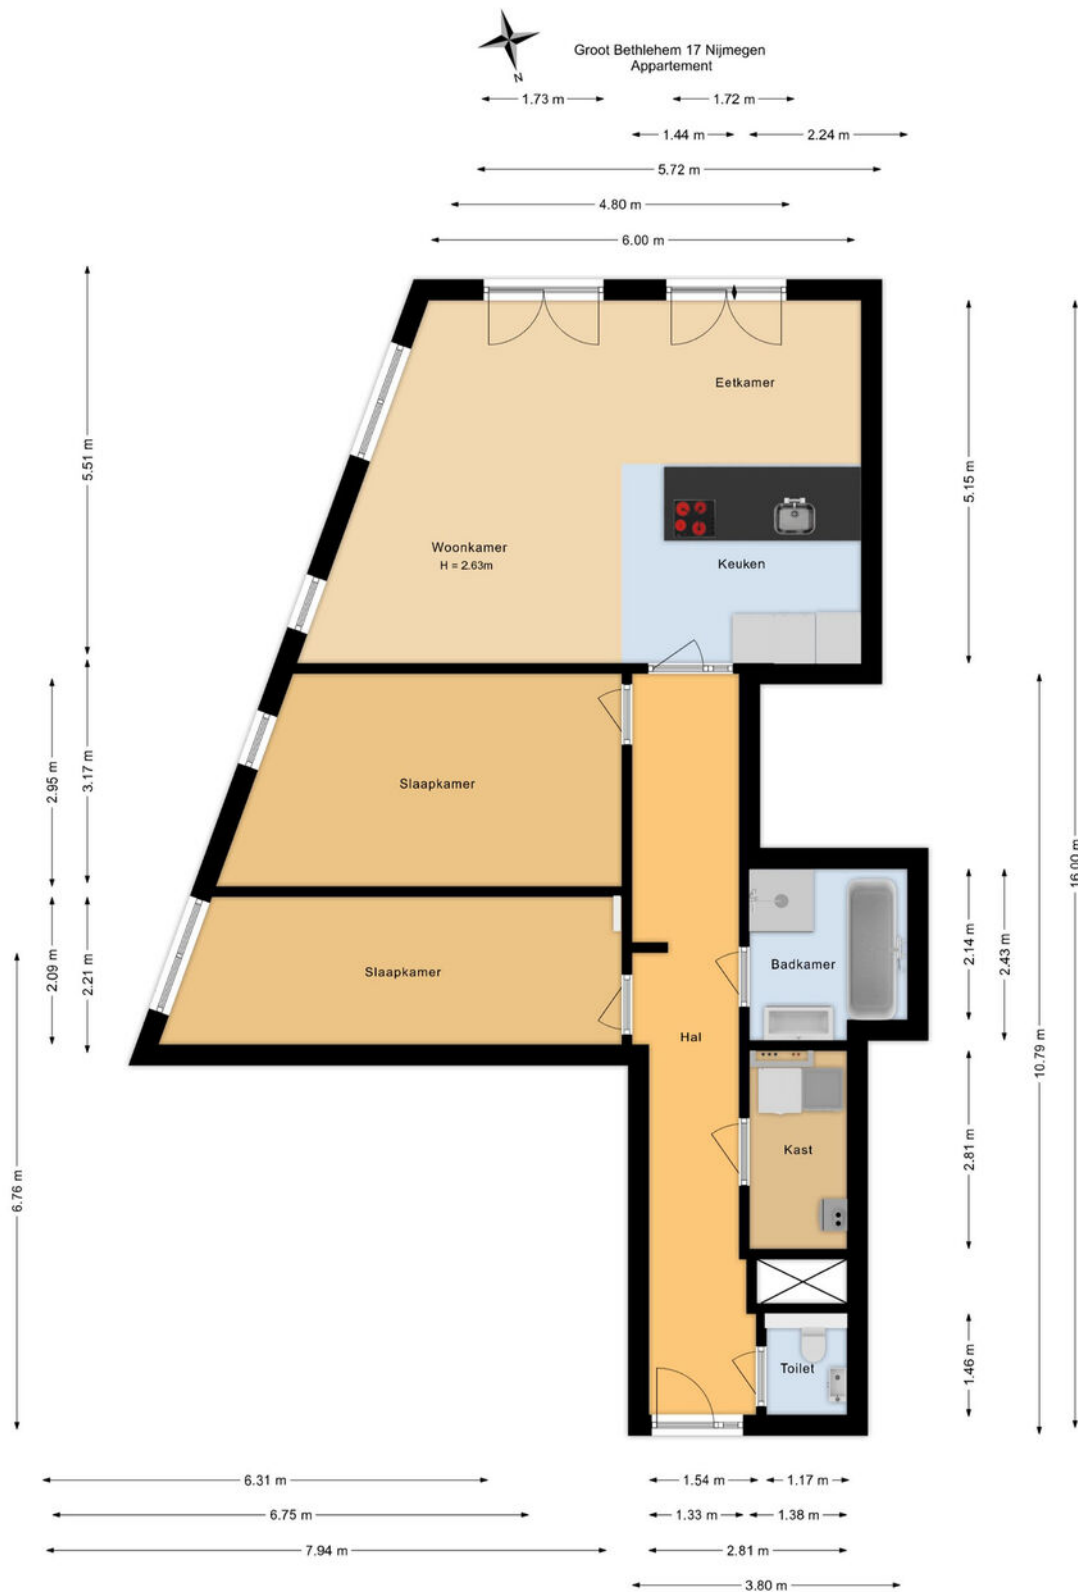 Groot Bethlehem 17 Nijmegen
Appartement
N
1.73 m
1.72 m
1.44 m
2.24 m
5.72 m
4.80 m
6.00 m
5.51 m
5.15 m
Eetkamer
Woonkamer
H = 2.63m
Keuken
2.95 m
3.17 m
Slaapkamer
16.00 m
2.09 m
2.21 m
Slaapkamer
Badkamer
2.14 m
2.43 m
Hal
10.79 m
6.76 m
Kast
2.81 m
Toilet
1.46 m
6.31 m
1.54 m
1.17 m
6.75 m
1.33 m
1.38 m
7.94 m
2.81 m
3.80 m